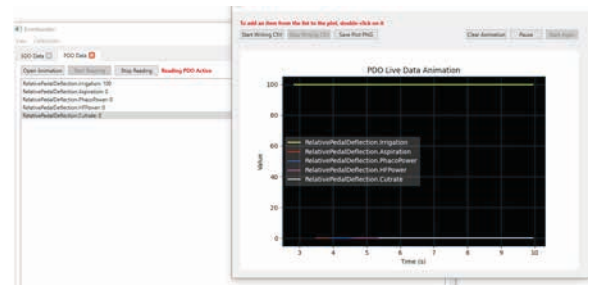 SDO Data
PDO Data
Open Animation Start Reading Stop Reading Reading PDO Active
RelativePedalDeflection.Irrigation: 100
RelativePedalDeflection.Aspiration: 0
RelativePedalDeflection.PhacoPower: 0
RelativePedalDeflection.HFPower: 0
RelativePedalDeflection.Cutrate: 0
To add an item from the list to the plot, double-click on it
Start Writing CSV Stop Writing CSV Save Plot PNG Clear Animation Pause Start Again
PDO Live Data Animation
100
80
60
40
20
0
Value
RelativePedalDeflection.Irrigation
RelativePedalDeflection.Aspiration
RelativePedalDeflection.PhacoPower
RelativePedalDeflection.HFPower
RelativePedalDeflection.Cutrate
3 4 5 6 7 8 9 10
Time (s)